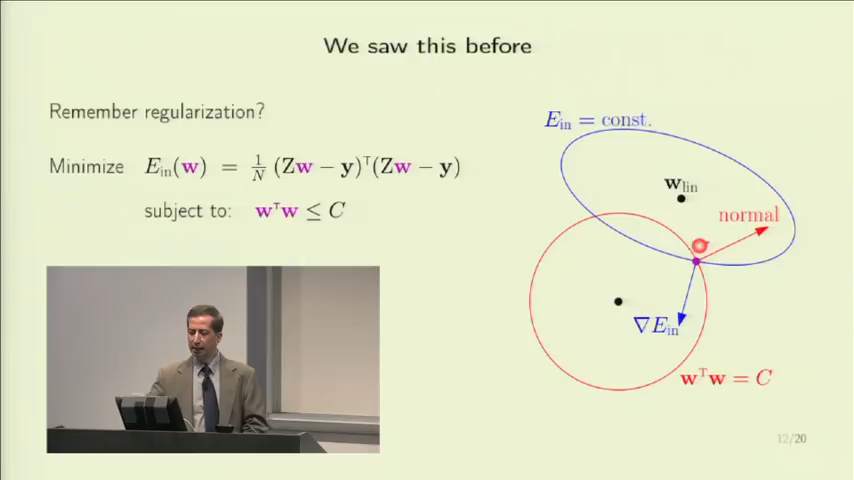 We saw this before
Remember regularization?
Minimize E_in(w) = 1/N (Zw − y)ᵀ(Zw − y)
subject to: wᵀw ≤ C
E_in = const.
w_lin
normal
∇E_in
wᵀw = C
12/20